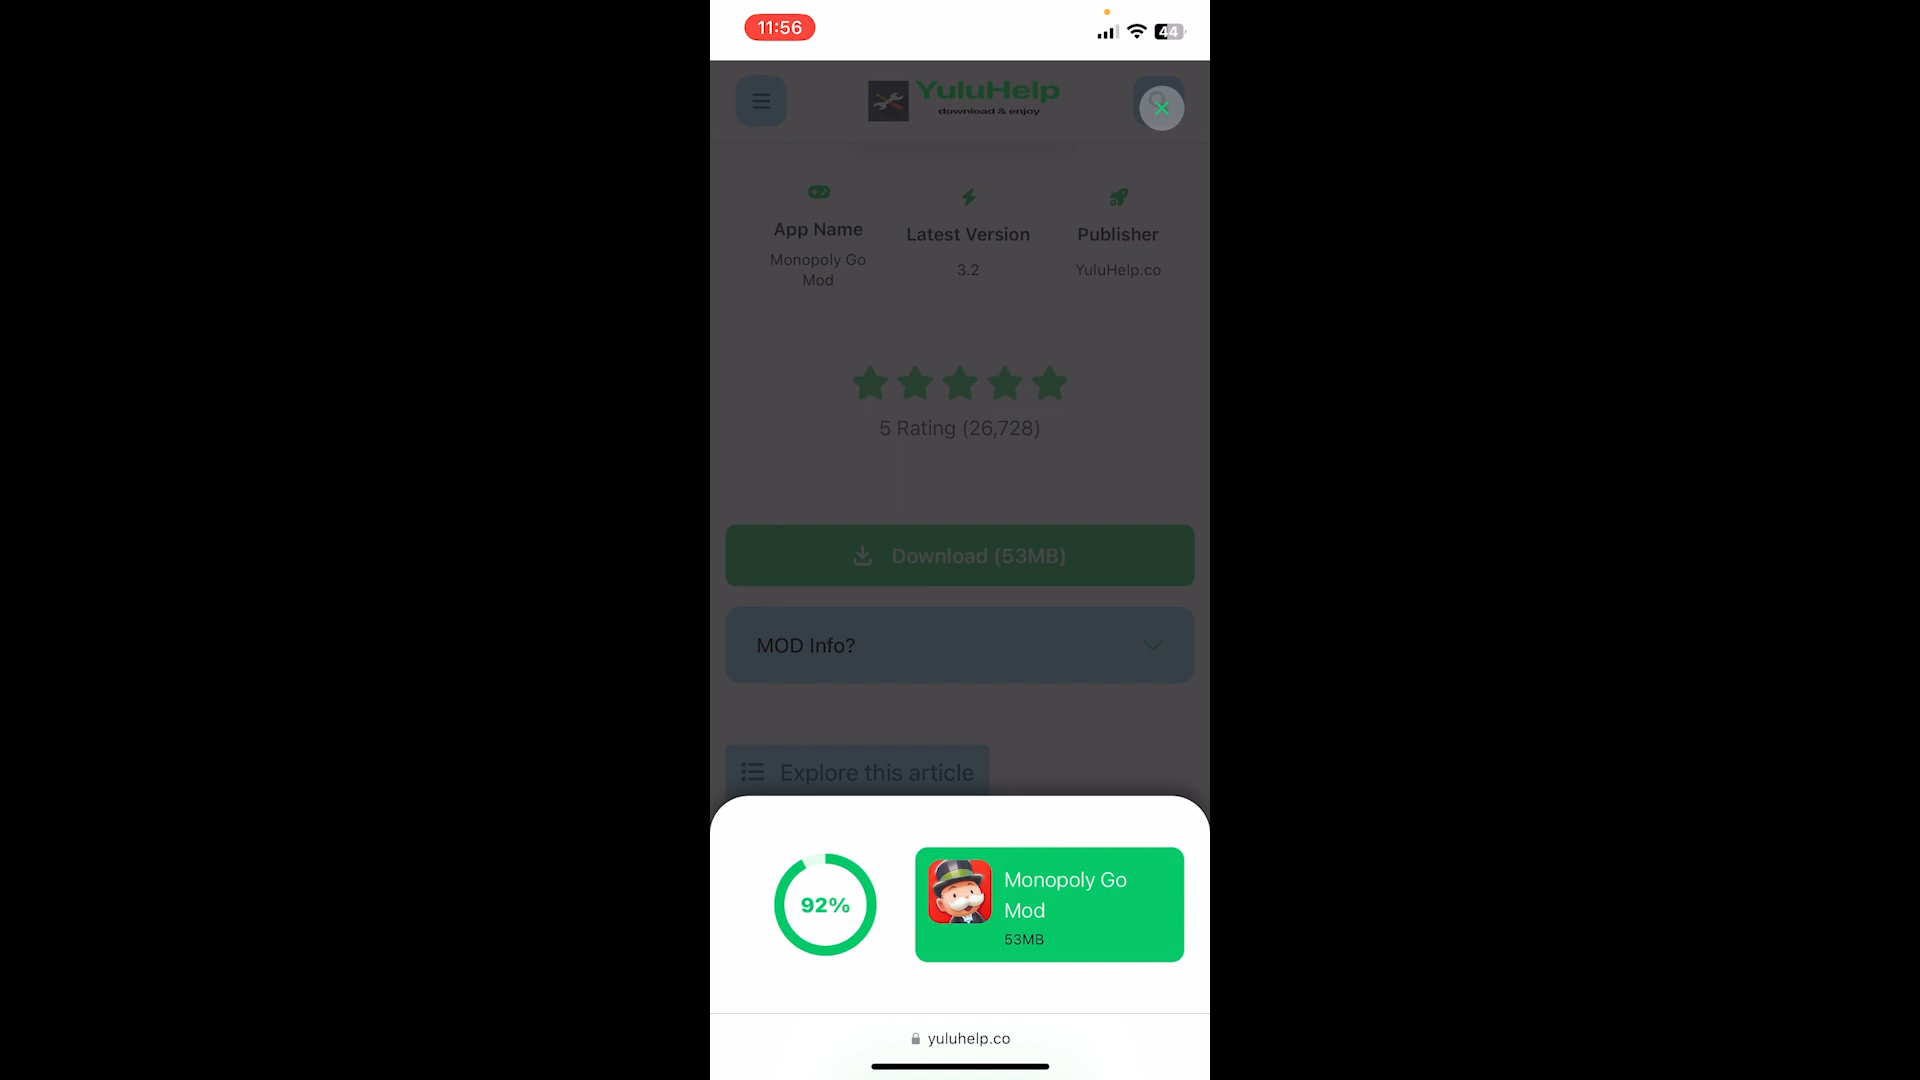 11:56
44
YuluHelp
download & enjoy
App Name
Monopoly Go
Mod
Latest Version
3.2
Publisher
YuluHelp.co
5 Rating (26,728)
Download (53MB)
MOD Info?
Explore this article
92%
Monopoly Go
Mod
53MB
yuluhelp.co